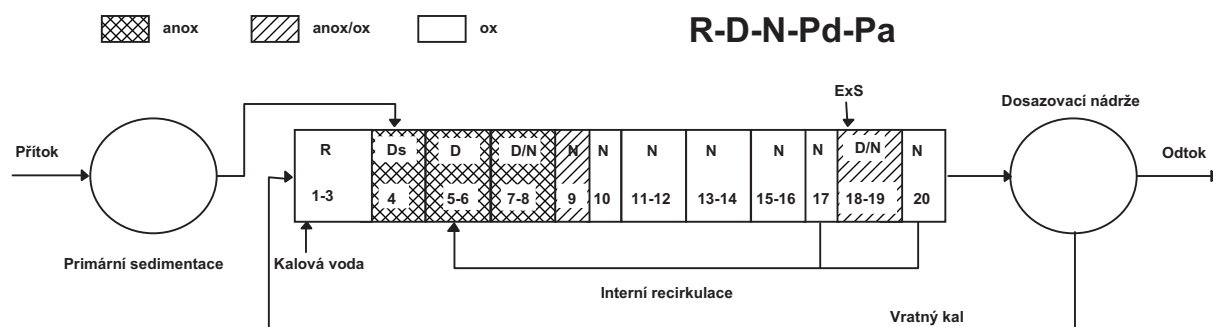 anox
anox/ox
ox
R-D-N-Pd-Pa
ExS
Dosazovací nádrže
Přítok
R
Ds
D
D/N
N
N
N
N
N
N
D/N
N
Odtok
1-3
4
5-6
7-8
9
10
11-12
13-14
15-16
17
18-19
20
Primární sedimentace
Kalová voda
Interní recirkulace
Vratný kal